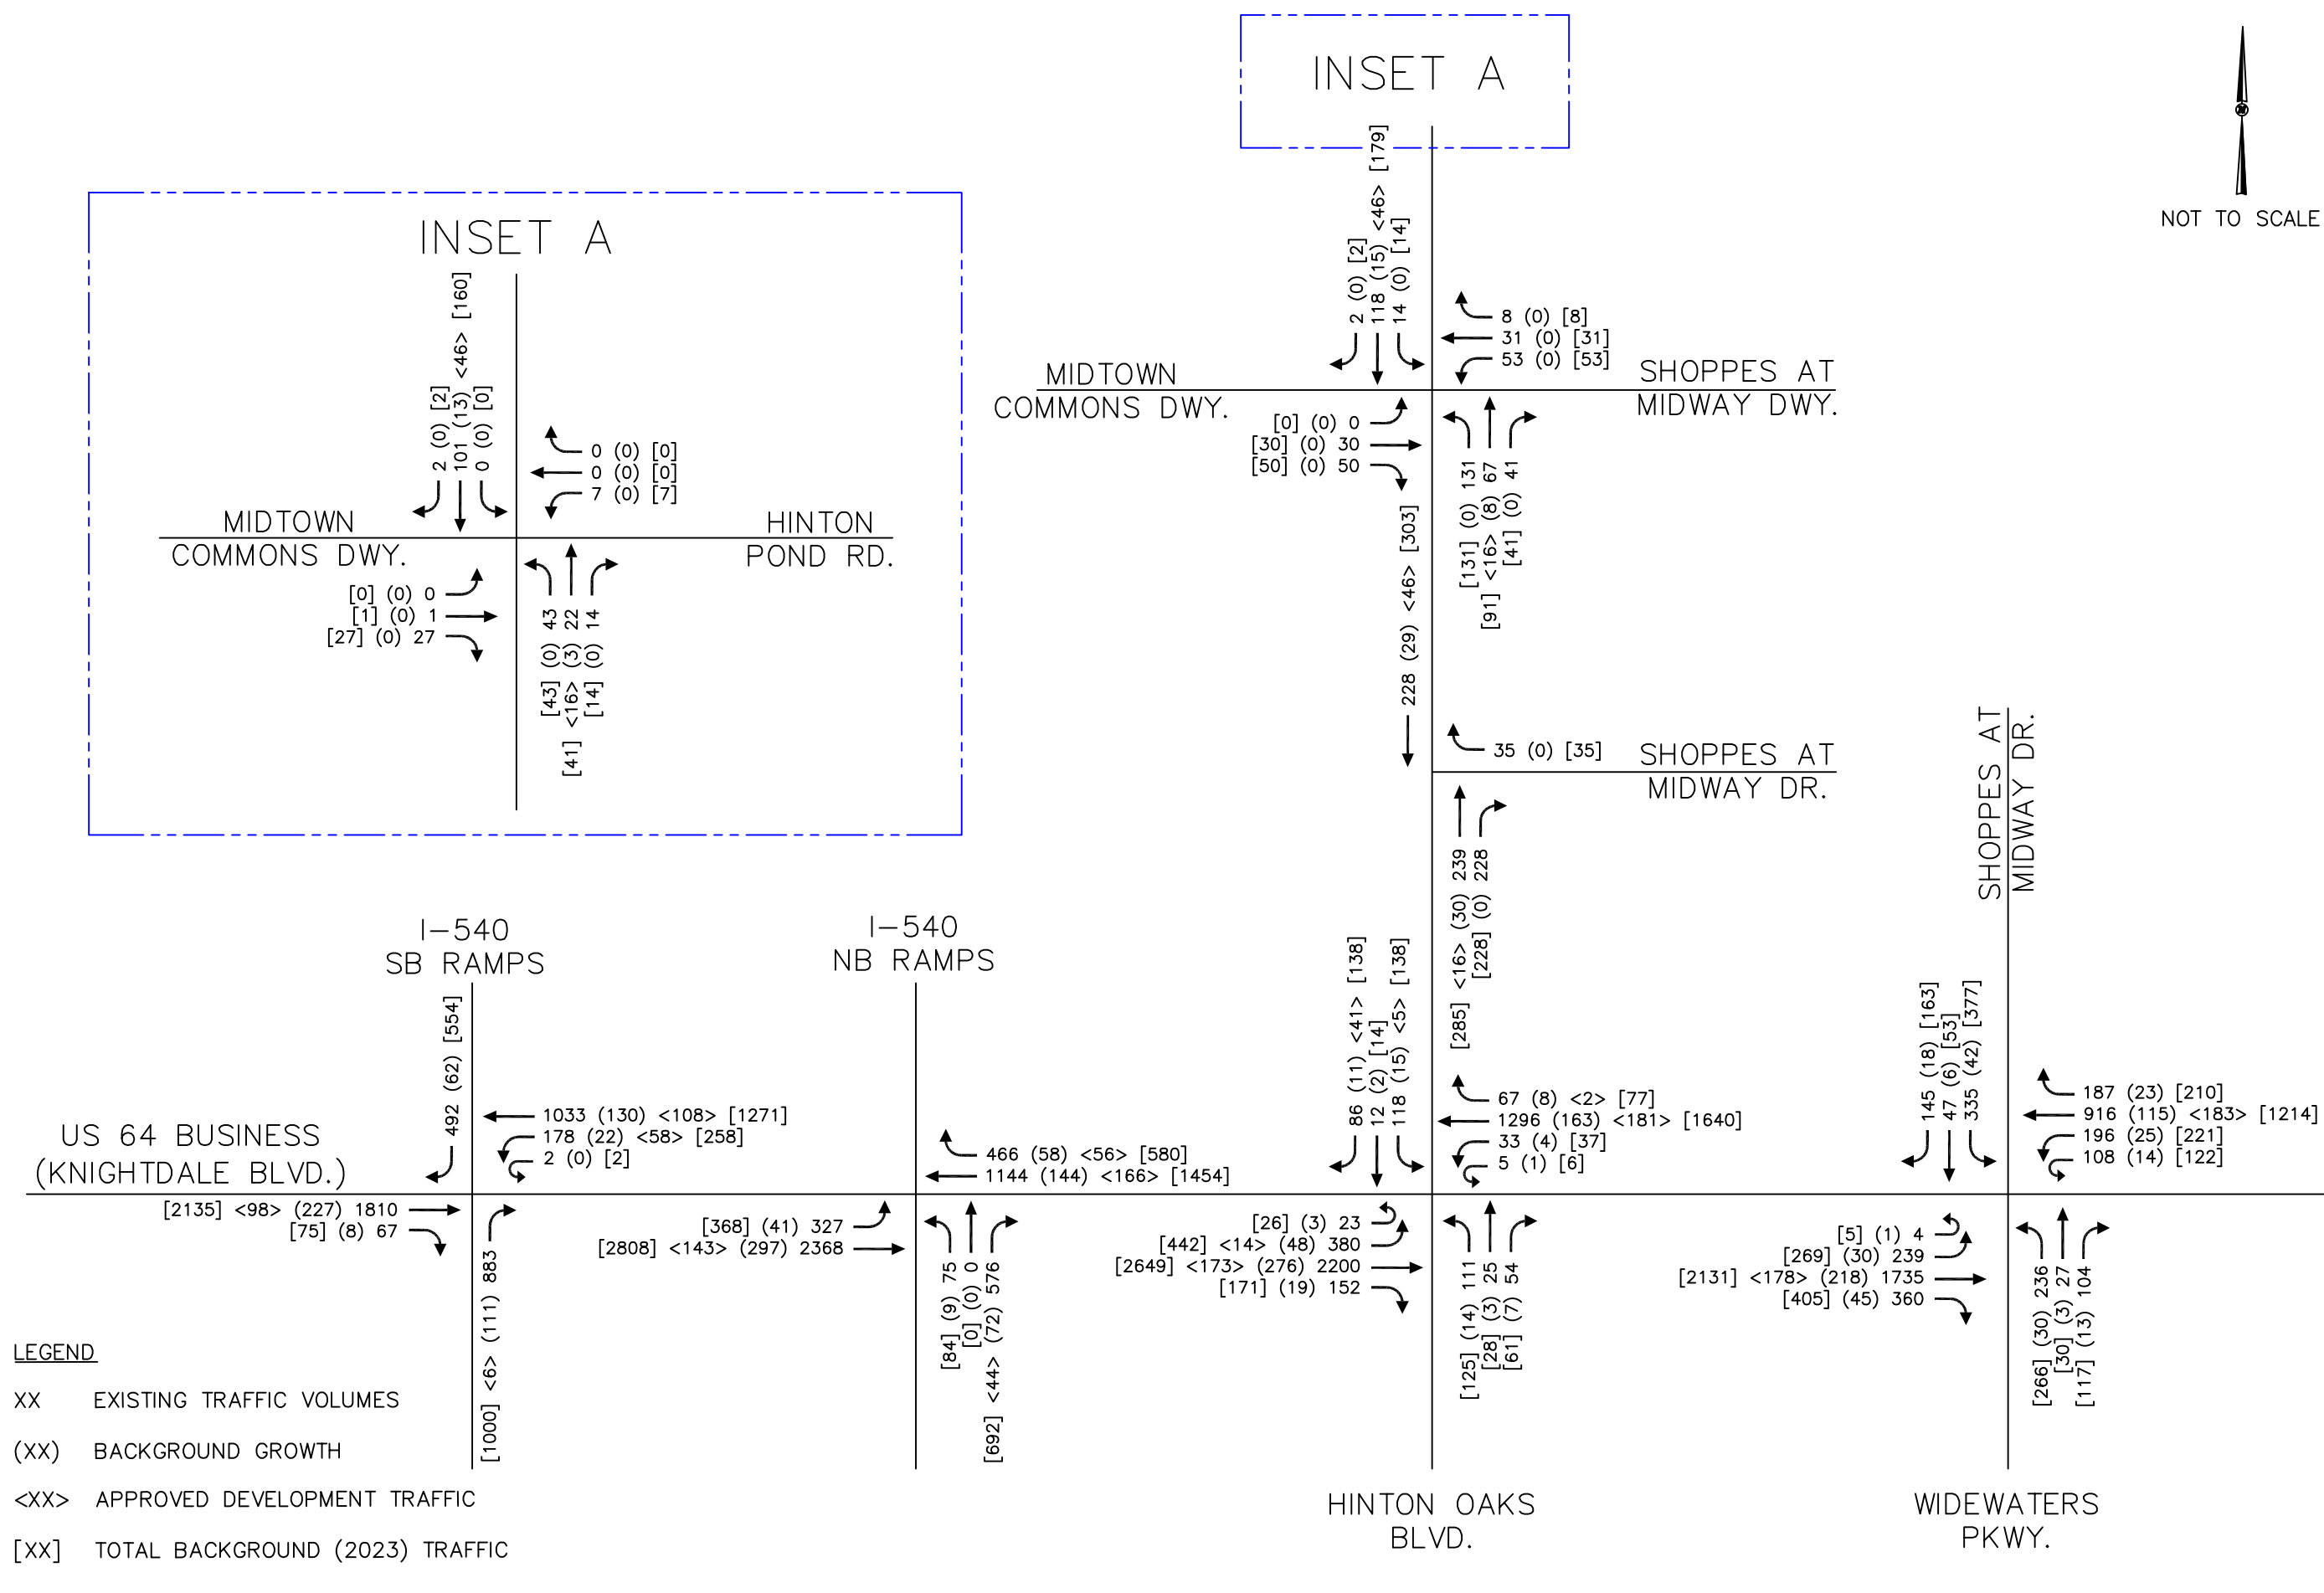 INSET A
NOT TO SCALE
INSET A
2 (0) [2]
101 (13) <46> [160]
0 (0) [0]
0 (0) [0]
0 (0) [0]
7 (0) [7]
MIDTOWN
COMMONS DWY.
HINTON
POND RD.
[0] (0) 0
[1] (0) 1
[27] (0) 27
[43] (0) 43
[41] <16> (3) 22
[14] (0) 14
2 (0) [2]
118 (15) <46> [179]
14 (0) [14]
8 (0) [8]
31 (0) [31]
53 (0) [53]
MIDTOWN
COMMONS DWY.
SHOPPES AT
MIDWAY DWY.
[0] (0) 0
[30] (0) 30
[50] (0) 50
[131] (0) 131
[91] <16> (8) 67
[41] (0) 41
228 (29) <46> [303]
35 (0) [35]
SHOPPES AT
MIDWAY DR.
[285] <16> (30) 239
[228] (0) 228
SHOPPES AT
MIDWAY DR.
I-540
SB RAMPS
492 (62) [554]
1033 (130) <108> [1271]
178 (22) <58> [258]
2 (0) [2]
US 64 BUSINESS
(KNIGHTDALE BLVD.)
[2135] <98> (227) 1810
[75] (8) 67
[1000] <6> (111) 883
I-540
NB RAMPS
466 (58) <56> [580]
1144 (144) <166> [1454]
[368] (41) 327
[2808] <143> (297) 2368
[84] (9) 75
[0] (0) 0
[692] <44> (72) 576
86 (11) <41> [138]
12 (2) [14]
118 (15) <5> [138]
67 (8) <2> [77]
1296 (163) <181> [1640]
33 (4) [37]
5 (1) [6]
[26] (3) 23
[442] <14> (48) 380
[2649] <173> (276) 2200
[171] (19) 152
[125] (14) 111
[28] (3) 25
[61] (7) 54
HINTON OAKS
BLVD.
145 (18) [163]
47 (6) [53]
335 (42) [377]
187 (23) [210]
916 (115) <183> [1214]
196 (25) [221]
108 (14) [122]
[5] (1) 4
[269] (30) 239
[2131] <178> (218) 1735
[405] (45) 360
[266] (30) 236
[30] (3) 27
[117] (13) 104
WIDEWATERS
PKWY.
LEGEND
XX EXISTING TRAFFIC VOLUMES
(XX) BACKGROUND GROWTH
<XX> APPROVED DEVELOPMENT TRAFFIC
[XX] TOTAL BACKGROUND (2023) TRAFFIC